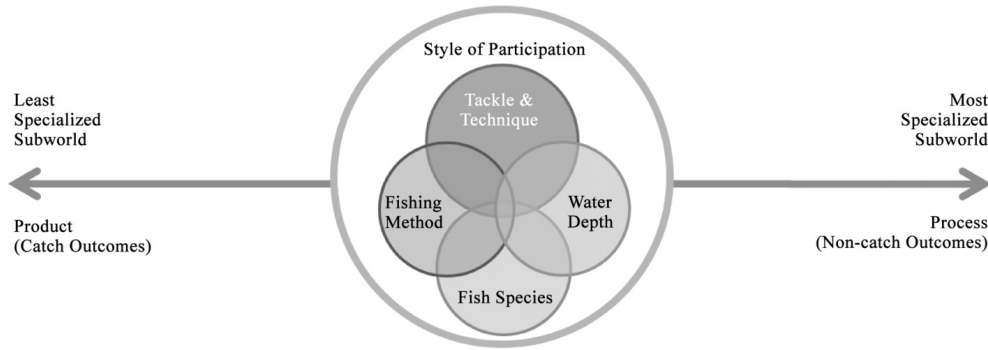 Style of Participation
Tackle &
Technique
Least
Specialized
Subworld
Most
Specialized
Subworld
Fishing
Method
Water
Depth
Product
(Catch Outcomes)
Process
(Non-catch Outcomes)
Fish Species